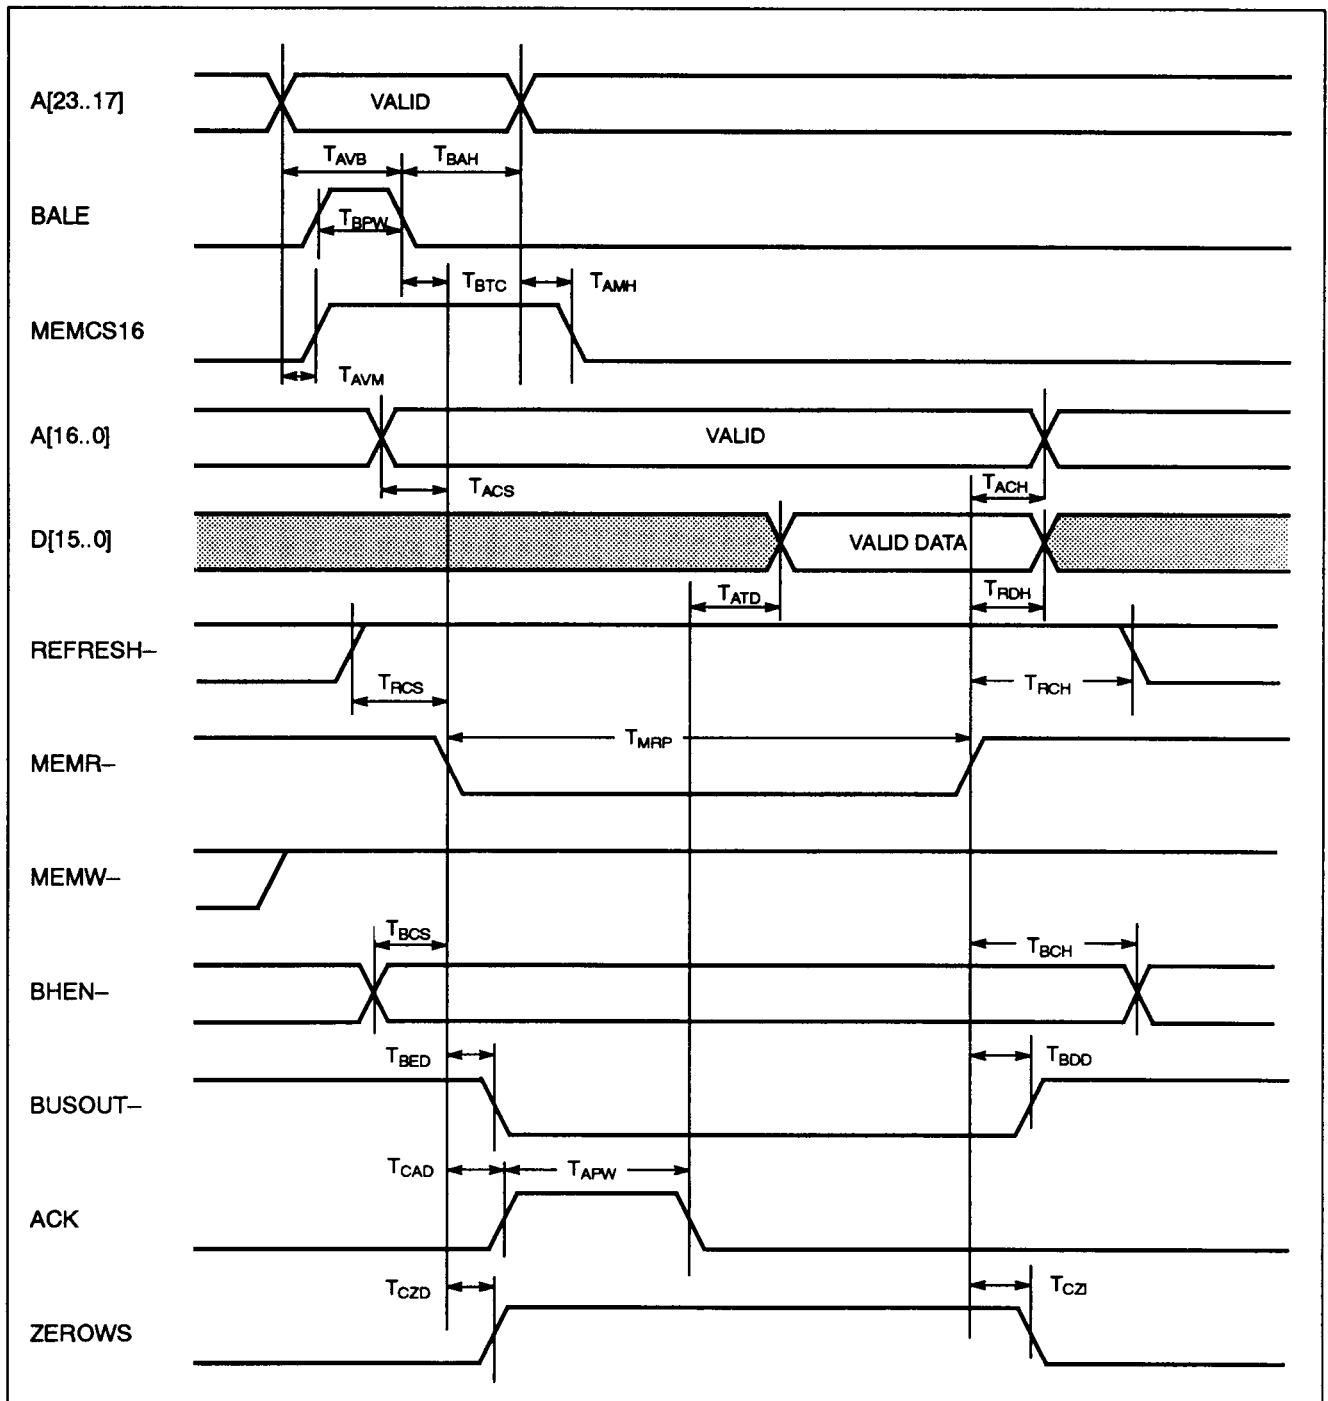 A[23..17]
VALID
TAVB
TBAH
BALE
TBPW
TBTC
TAMH
MEMCS16
TAVM
A[16..0]
VALID
TACS
TACH
D[15..0]
VALID DATA
TATD
TRDH
REFRESH–
TRCS
TRCH
TMRP
MEMR–
MEMW–
TBCS
TBCH
BHEN–
TBED
TBDD
BUSOUT–
TCAD
TAPW
ACK
TCZD
TCZI
ZEROWS